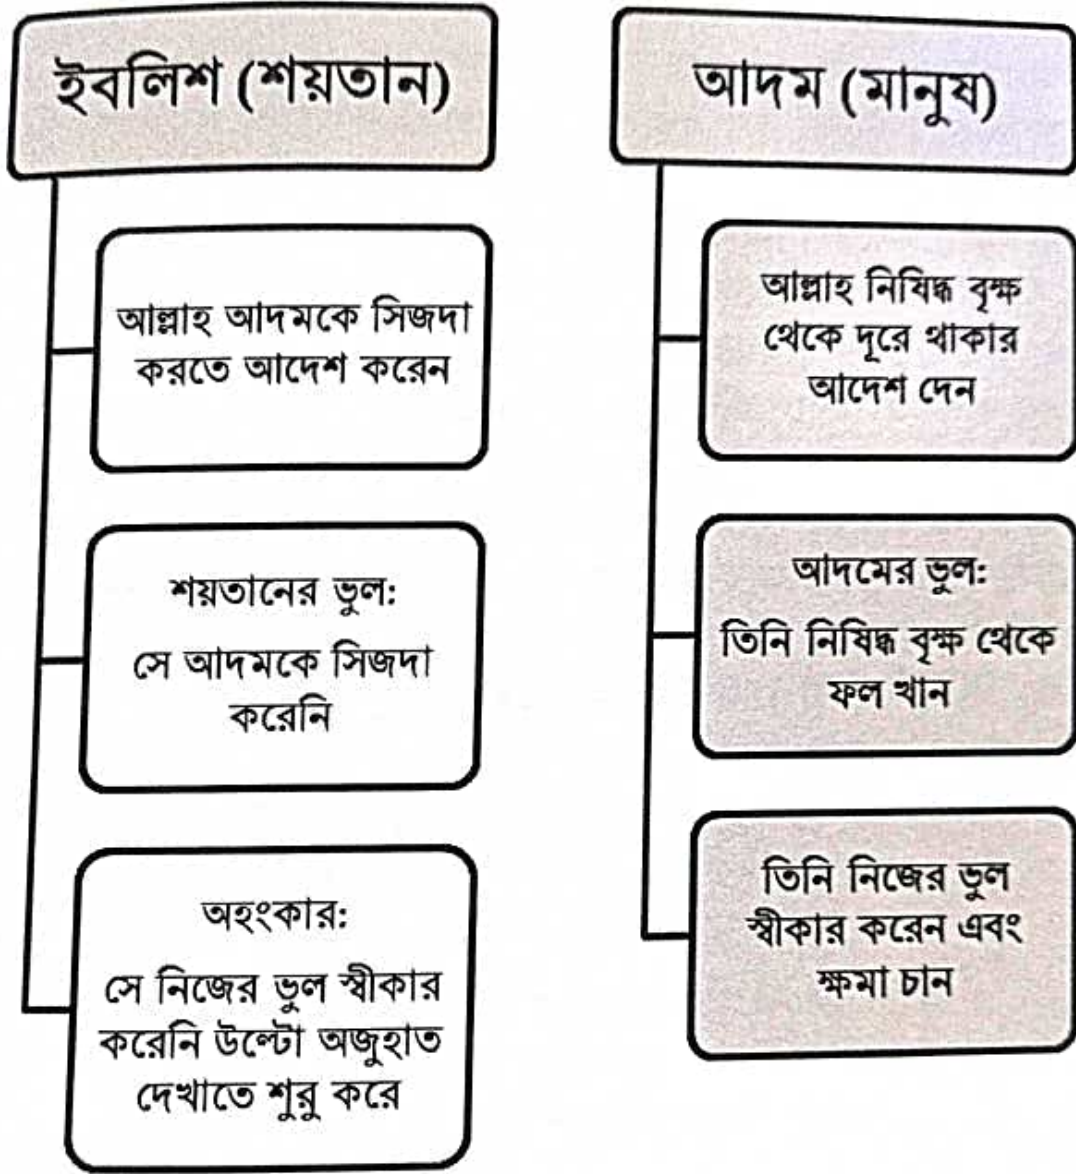 ইবলিশ (শয়তান)
আল্লাহ আদমকে সিজদা
করতে আদেশ করেন
শয়তানের ভুল:
সে আদমকে সিজদা
করেনি
অহংকার:
সে নিজের ভুল স্বীকার
করেনি উল্টো অজুহাত
দেখাতে শুরু করে
আদম (মানুষ)
আল্লাহ নিষিদ্ধ বৃক্ষ
থেকে দূরে থাকার
আদেশ দেন
আদমের ভুল:
তিনি নিষিদ্ধ বৃক্ষ থেকে
ফল খান
তিনি নিজের ভুল
স্বীকার করেন এবং
ক্ষমা চান